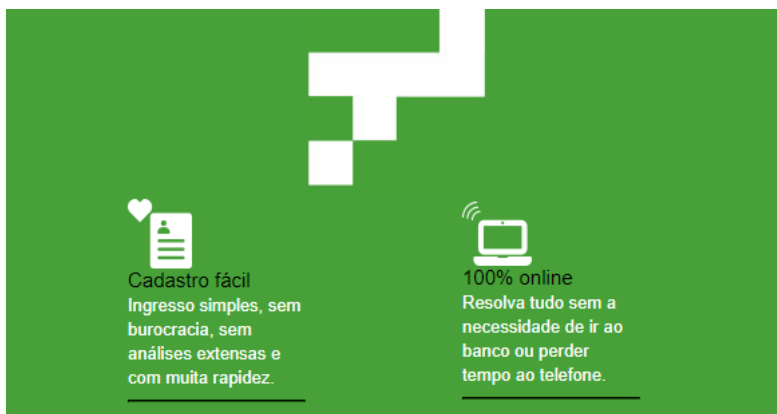 Cadastro fácil
Ingresso simples, sem
burocracia, sem
análises extensas e
com muita rapidez.
100% online
Resolva tudo sem a
necessidade de ir ao
banco ou perder
tempo ao telefone.